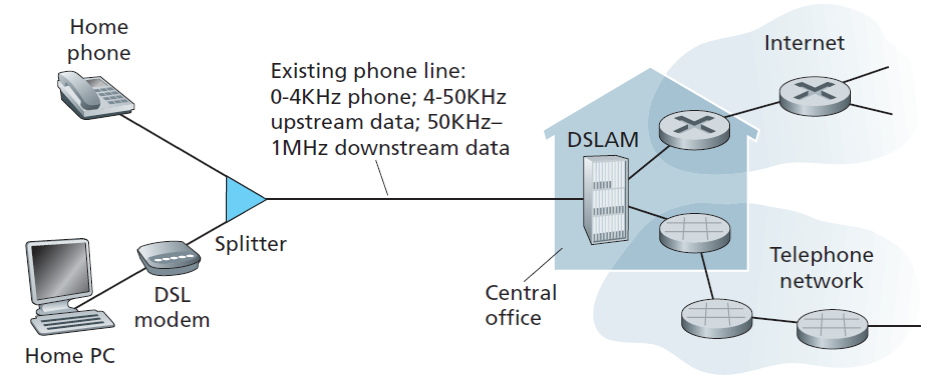 Home
phone
Existing phone line:
0-4KHz phone; 4-50KHz
upstream data; 50KHz–
1MHz downstream data
Internet
DSLAM
Splitter
DSL
modem
Home PC
Central
office
Telephone
network